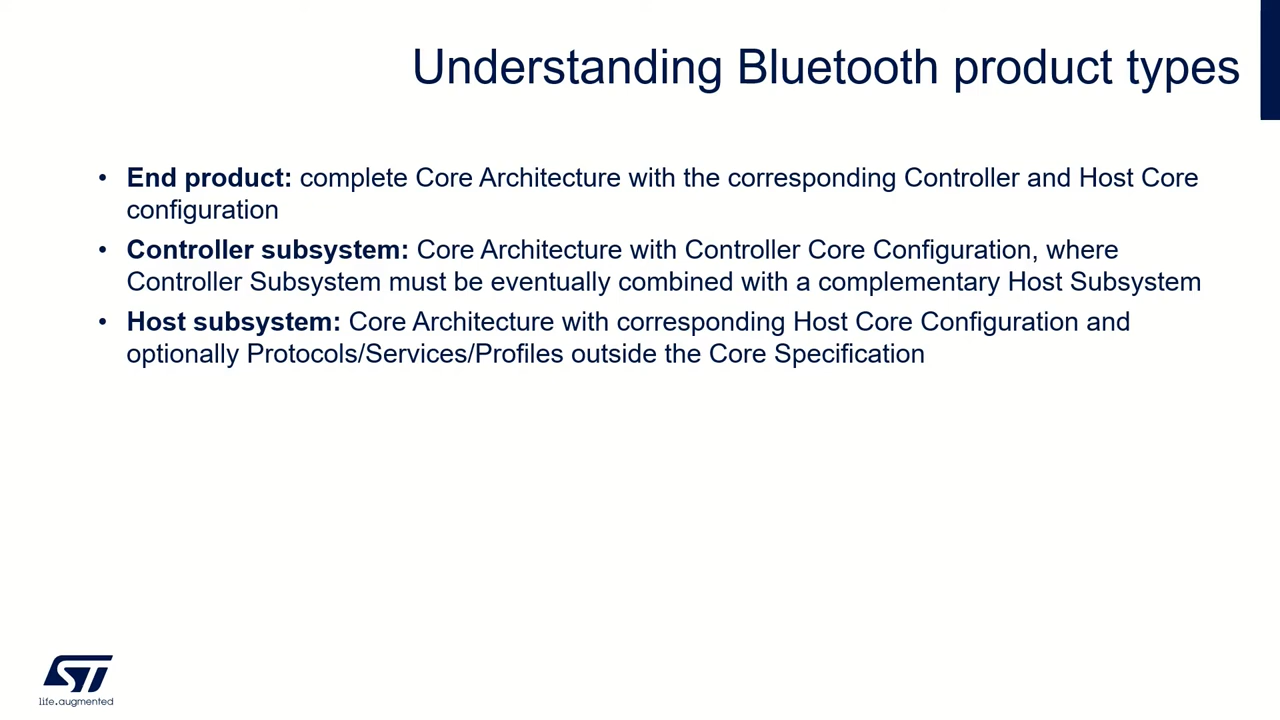 Understanding Bluetooth product types
• End product: complete Core Architecture with the corresponding Controller and Host Core
configuration
• Controller subsystem: Core Architecture with Controller Core Configuration, where
Controller Subsystem must be eventually combined with a complementary Host Subsystem
• Host subsystem: Core Architecture with corresponding Host Core Configuration and
optionally Protocols/Services/Profiles outside the Core Specification
ST
life.augmented